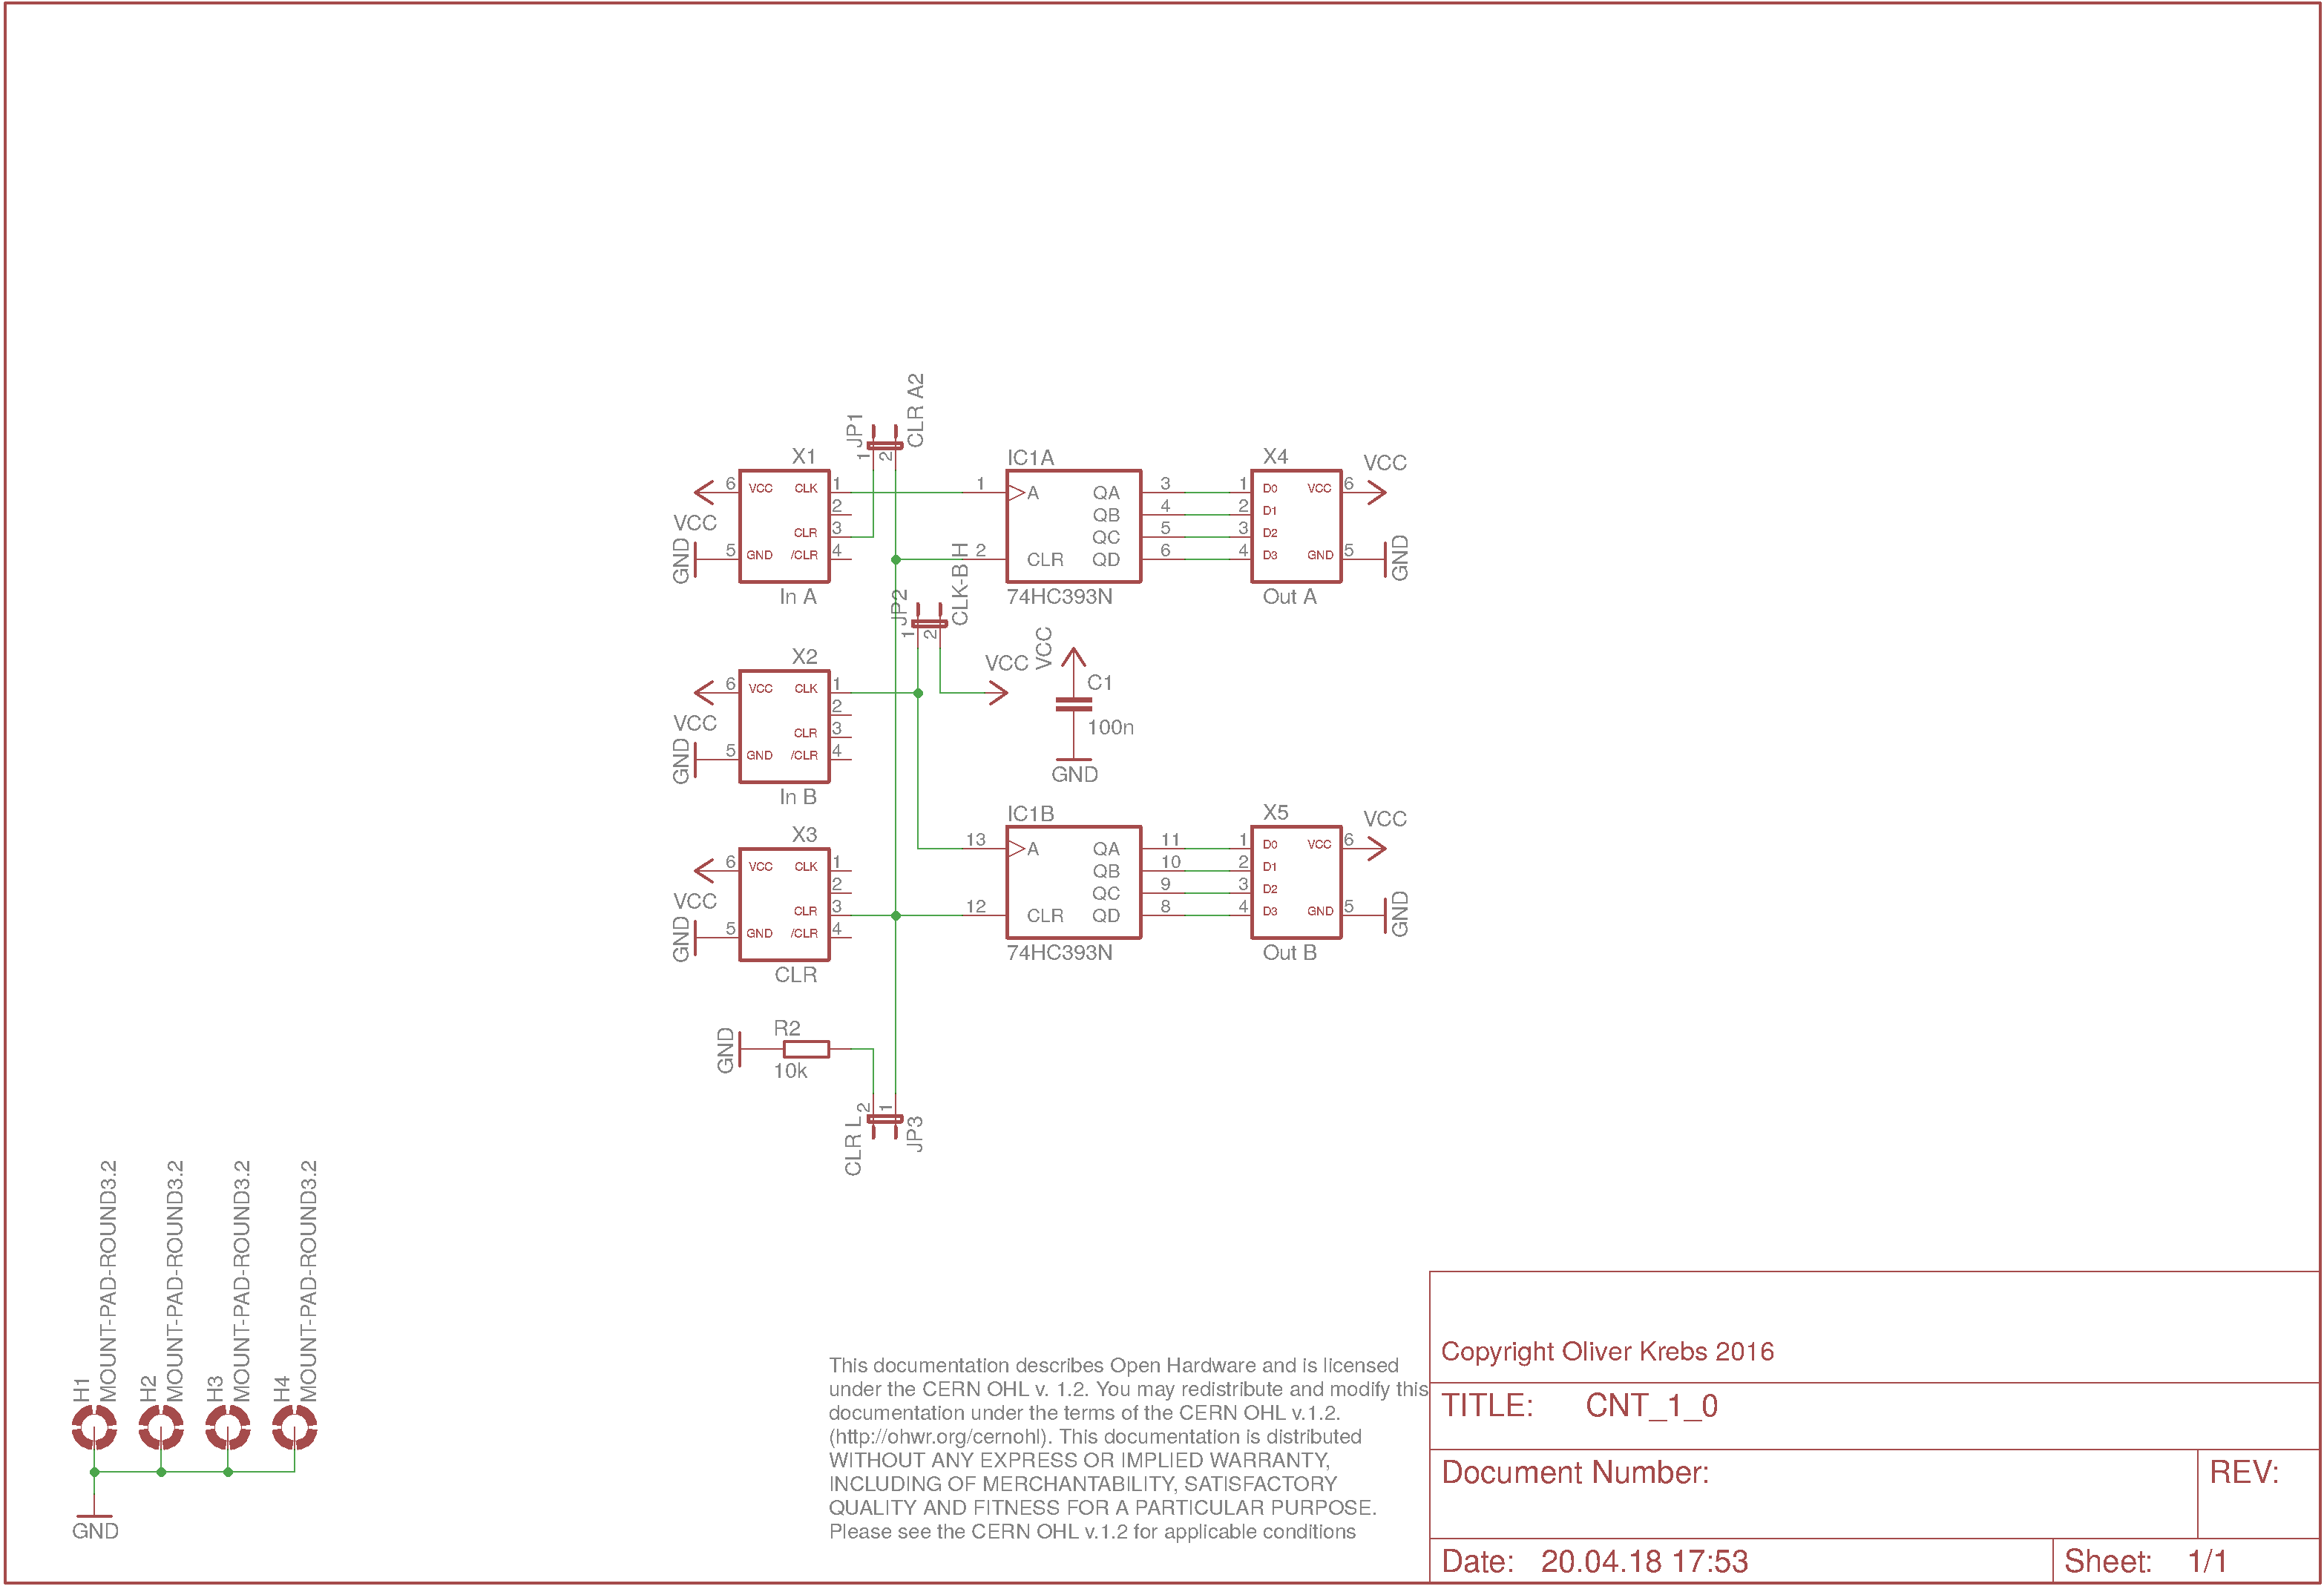 CLR A2
JP1
1
2
X1
6
VCC
CLK
1
2
VCC
CLR
3
GND
5
GND
/CLR
4
In A
IC1A
1
A
QA
3
QB
4
QC
5
2
CLR
QD
6
74HC393N
X4
VCC
1
D0
VCC
6
2
D1
3
D2
4
D3
GND
5
GND
Out A
CLK-B H
JP2
1
2
VCC
X2
6
VCC
CLK
1
2
VCC
CLR
3
GND
5
GND
/CLR
4
In B
VCC
C1
100n
GND
X3
6
VCC
CLK
1
2
VCC
CLR
3
GND
5
GND
/CLR
4
CLR
IC1B
13
A
QA
11
QB
10
QC
9
12
CLR
QD
8
74HC393N
X5
VCC
1
D0
VCC
6
2
D1
3
D2
4
D3
GND
5
GND
Out B
GND
R2
10k
2
1
CLR L
JP3
H1
MOUNT-PAD-ROUND3.2
H2
MOUNT-PAD-ROUND3.2
H3
MOUNT-PAD-ROUND3.2
H4
MOUNT-PAD-ROUND3.2
GND
This documentation describes Open Hardware and is licensed
under the CERN OHL v. 1.2. You may redistribute and modify this
documentation under the terms of the CERN OHL v.1.2.
(http://ohwr.org/cernohl). This documentation is distributed
WITHOUT ANY EXPRESS OR IMPLIED WARRANTY,
INCLUDING OF MERCHANTABILITY, SATISFACTORY
QUALITY AND FITNESS FOR A PARTICULAR PURPOSE.
Please see the CERN OHL v.1.2 for applicable conditions
Copyright Oliver Krebs 2016
TITLE: CNT_1_0
Document Number:
REV:
Date: 20.04.18 17:53
Sheet: 1/1